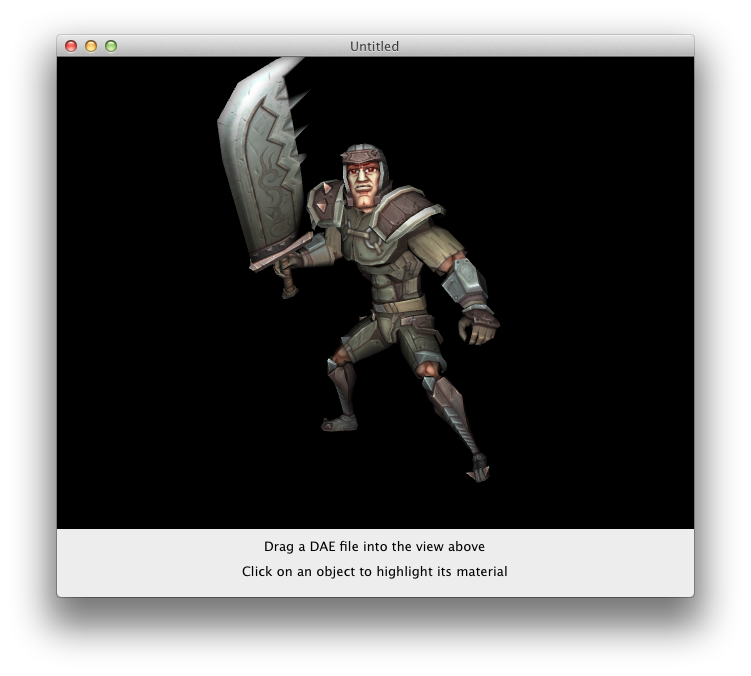 Untitled
Drag a DAE file into the view above
Click on an object to highlight its material